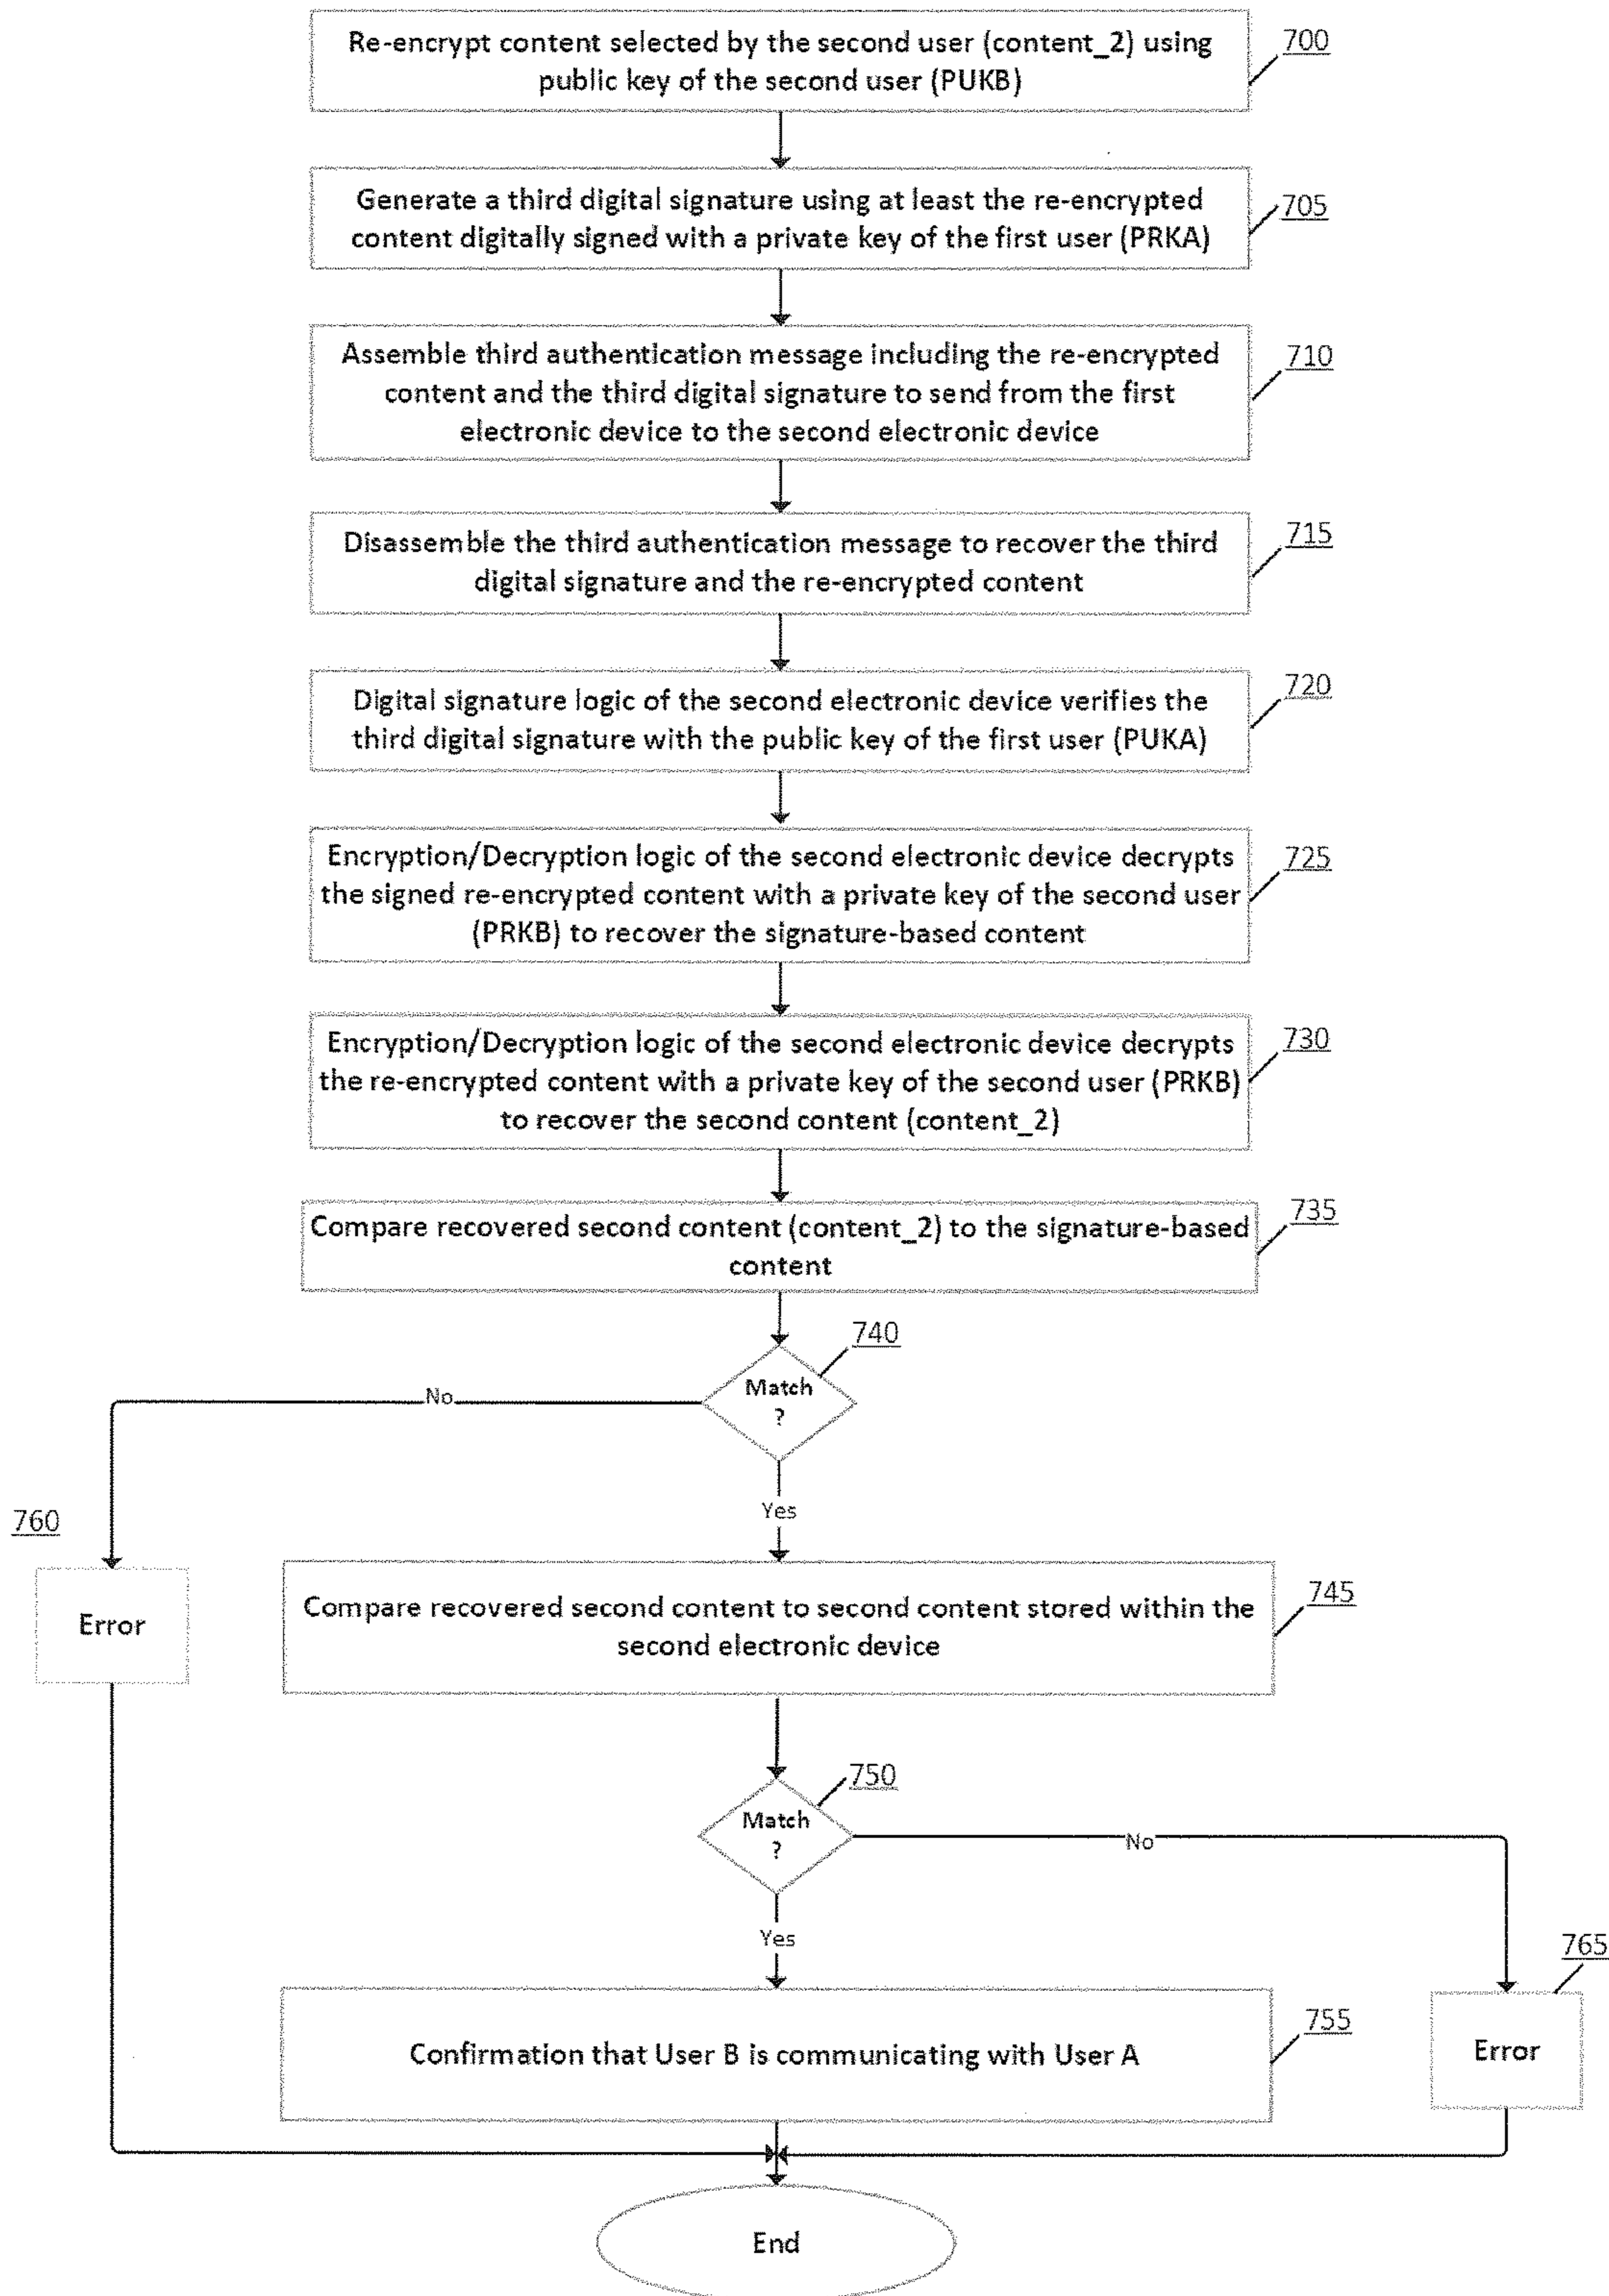 Re-encrypt content selected by the second user (content_2) using
public key of the second user (PUKB)
700
Generate a third digital signature using at least the re-encrypted
content digitally signed with a private key of the first user (PRKA)
705
Assemble third authentication message including the re-encrypted
content and the third digital signature to send from the first
electronic device to the second electronic device
710
Disassemble the third authentication message to recover the third
digital signature and the re-encrypted content
715
Digital signature logic of the second electronic device verifies the
third digital signature with the public key of the first user (PUKA)
720
Encryption/Decryption logic of the second electronic device decrypts
the signed re-encrypted content with a private key of the second user
(PRKB) to recover the signature-based content
725
Encryption/Decryption logic of the second electronic device decrypts
the re-encrypted content with a private key of the second user (PRKB)
to recover the second content (content_2)
730
Compare recovered second content (content_2) to the signature-based
content
735
740
Match
?
No
Yes
760
Error
Compare recovered second content to second content stored within the
second electronic device
745
750
Match
?
No
Yes
765
Error
Confirmation that User B is communicating with User A
755
End